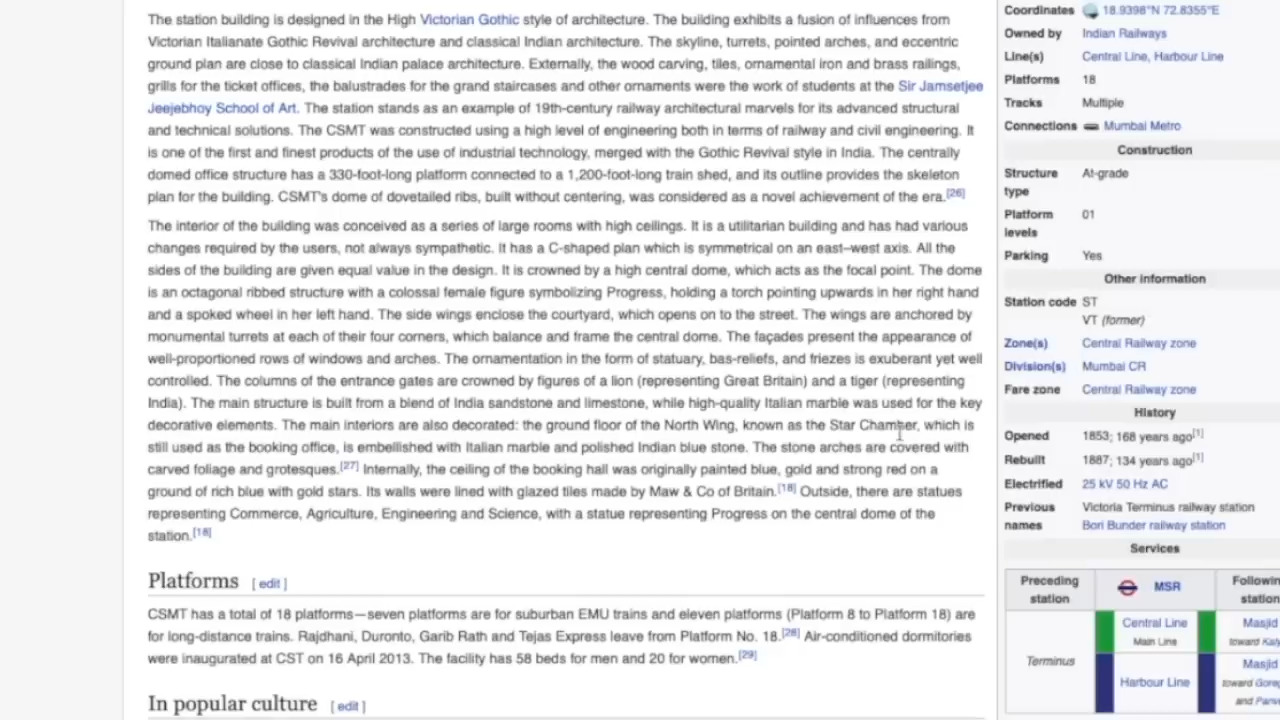 The station building is designed in the High Victorian Gothic style of architecture. The building exhibits a fusion of influences from
Victorian Italianate Gothic Revival architecture and classical Indian architecture. The skyline, turrets, pointed arches, and eccentric
ground plan are close to classical Indian palace architecture. Externally, the wood carving, tiles, ornamental iron and brass railings,
grills for the ticket offices, the balustrades for the grand staircases and other ornaments were the work of students at the Sir Jamsetjee
Jeejebhoy School of Art. The station stands as an example of 19th-century railway architectural marvels for its advanced structural
and technical solutions. The CSMT was constructed using a high level of engineering both in terms of railway and civil engineering. It
is one of the first and finest products of the use of industrial technology, merged with the Gothic Revival style in India. The centrally
domed office structure has a 330-foot-long platform connected to a 1,200-foot-long train shed, and its outline provides the skeleton
plan for the building. CSMT's dome of dovetailed ribs, built without centering, was considered as a novel achievement of the era.[26]
The interior of the building was conceived as a series of large rooms with high ceilings. It is a utilitarian building and has had various
changes required by the users, not always sympathetic. It has a C-shaped plan which is symmetrical on an east–west axis. All the
sides of the building are given equal value in the design. It is crowned by a high central dome, which acts as the focal point. The dome
is an octagonal ribbed structure with a colossal female figure symbolizing Progress, holding a torch pointing upwards in her right hand
and a spoked wheel in her left hand. The side wings enclose the courtyard, which opens on to the street. The wings are anchored by
monumental turrets at each of their four corners, which balance and frame the central dome. The façades present the appearance of
well-proportioned rows of windows and arches. The ornamentation in the form of statuary, bas-reliefs, and friezes is exuberant yet well
controlled. The columns of the entrance gates are crowned by figures of a lion (representing Great Britain) and a tiger (representing
India). The main structure is built from a blend of India sandstone and limestone, while high-quality Italian marble was used for the key
decorative elements. The main interiors are also decorated: the ground floor of the North Wing, known as the Star Chamber, which is
still used as the booking office, is embellished with Italian marble and polished Indian blue stone. The stone arches are covered with
carved foliage and grotesques.[27] Internally, the ceiling of the booking hall was originally painted blue, gold and strong red on a
ground of rich blue with gold stars. Its walls were lined with glazed tiles made by Maw & Co of Britain.[18] Outside, there are statues
representing Commerce, Agriculture, Engineering and Science, with a statue representing Progress on the central dome of the
station.[18]
Platforms [ edit ]
CSMT has a total of 18 platforms—seven platforms are for suburban EMU trains and eleven platforms (Platform 8 to Platform 18) are
for long-distance trains. Rajdhani, Duronto, Garib Rath and Tejas Express leave from Platform No. 18.[28] Air-conditioned dormitories
were inaugurated at CST on 16 April 2013. The facility has 58 beds for men and 20 for women.[29]
In popular culture [ edit ]
Coordinates 18.9398°N 72.8355°E
Owned by Indian Railways
Line(s) Central Line, Harbour Line
Platforms 18
Tracks Multiple
Connections Mumbai Metro
Construction
Structure type At-grade
Platform levels 01
Parking Yes
Other information
Station code ST
VT (former)
Zone(s) Central Railway zone
Division(s) Mumbai CR
Fare zone Central Railway zone
History
Opened 1853; 168 years ago[1]
Rebuilt 1887; 134 years ago[1]
Electrified 25 kV 50 Hz AC
Previous names Victoria Terminus railway station
Bori Bunder railway station
Services
Preceding station MSR
Terminus Central Line Masjid
Main Line toward
Harbour Line Masjid
toward
and